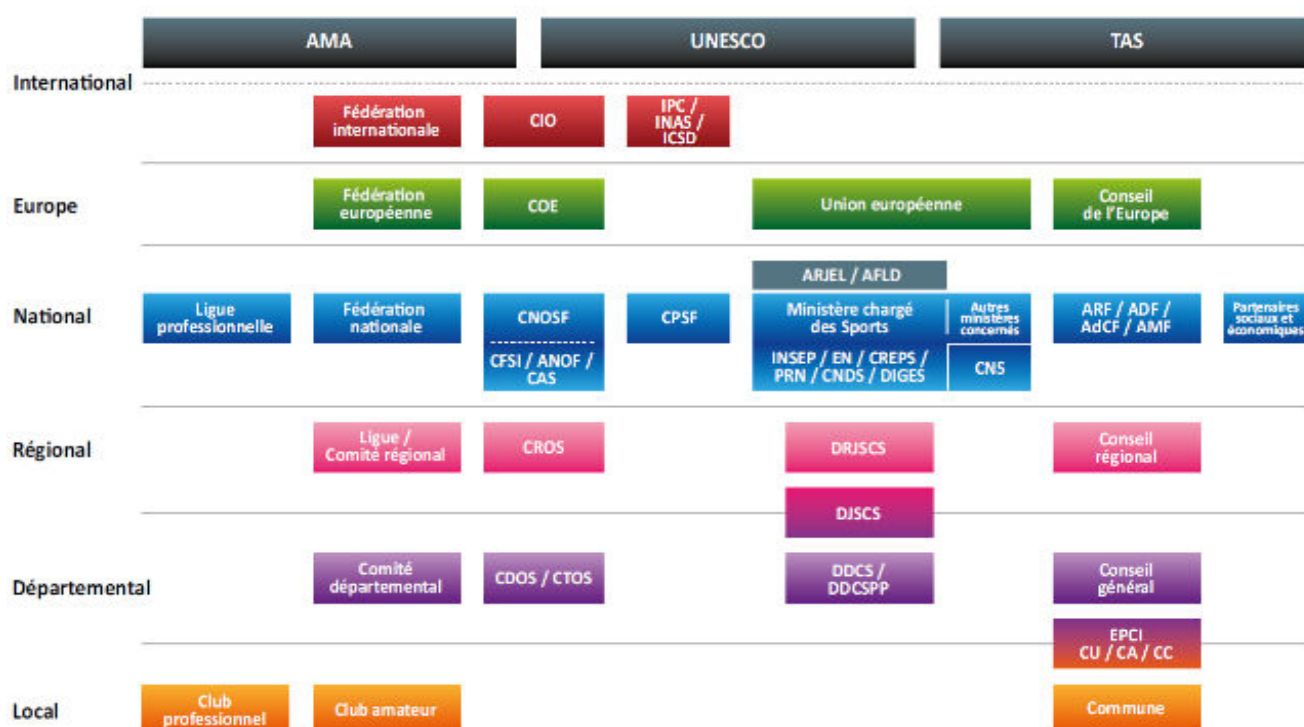 AMA
UNESCO
TAS
International
Fédération
internationale
CIO
IPC /
INAS /
ICSD
Europe
Fédération
européenne
COE
Union européenne
Conseil
de l'Europe
ARJEL / AFLD
National
Ligue
professionnelle
Fédération
nationale
CNOSF
CFSI / ANOF /
CAS
CPSF
Ministère chargé
des Sports
INSEP / EN / CREPS /
PRN / CNDS / DIGES
Autres
ministères
concernés
CNS
ARF / ADF /
AdCF / AMF
Partenaires
sociaux et
économiques
Régional
Ligue /
Comité régional
CROS
DRJSCS
Conseil
régional
DJSCS
Départemental
Comité
départemental
CDOS / CTOS
DDCS /
DDCSPP
Conseil
général
EPCI
CU / CA / CC
Local
Club
professionnel
Club amateur
Commune